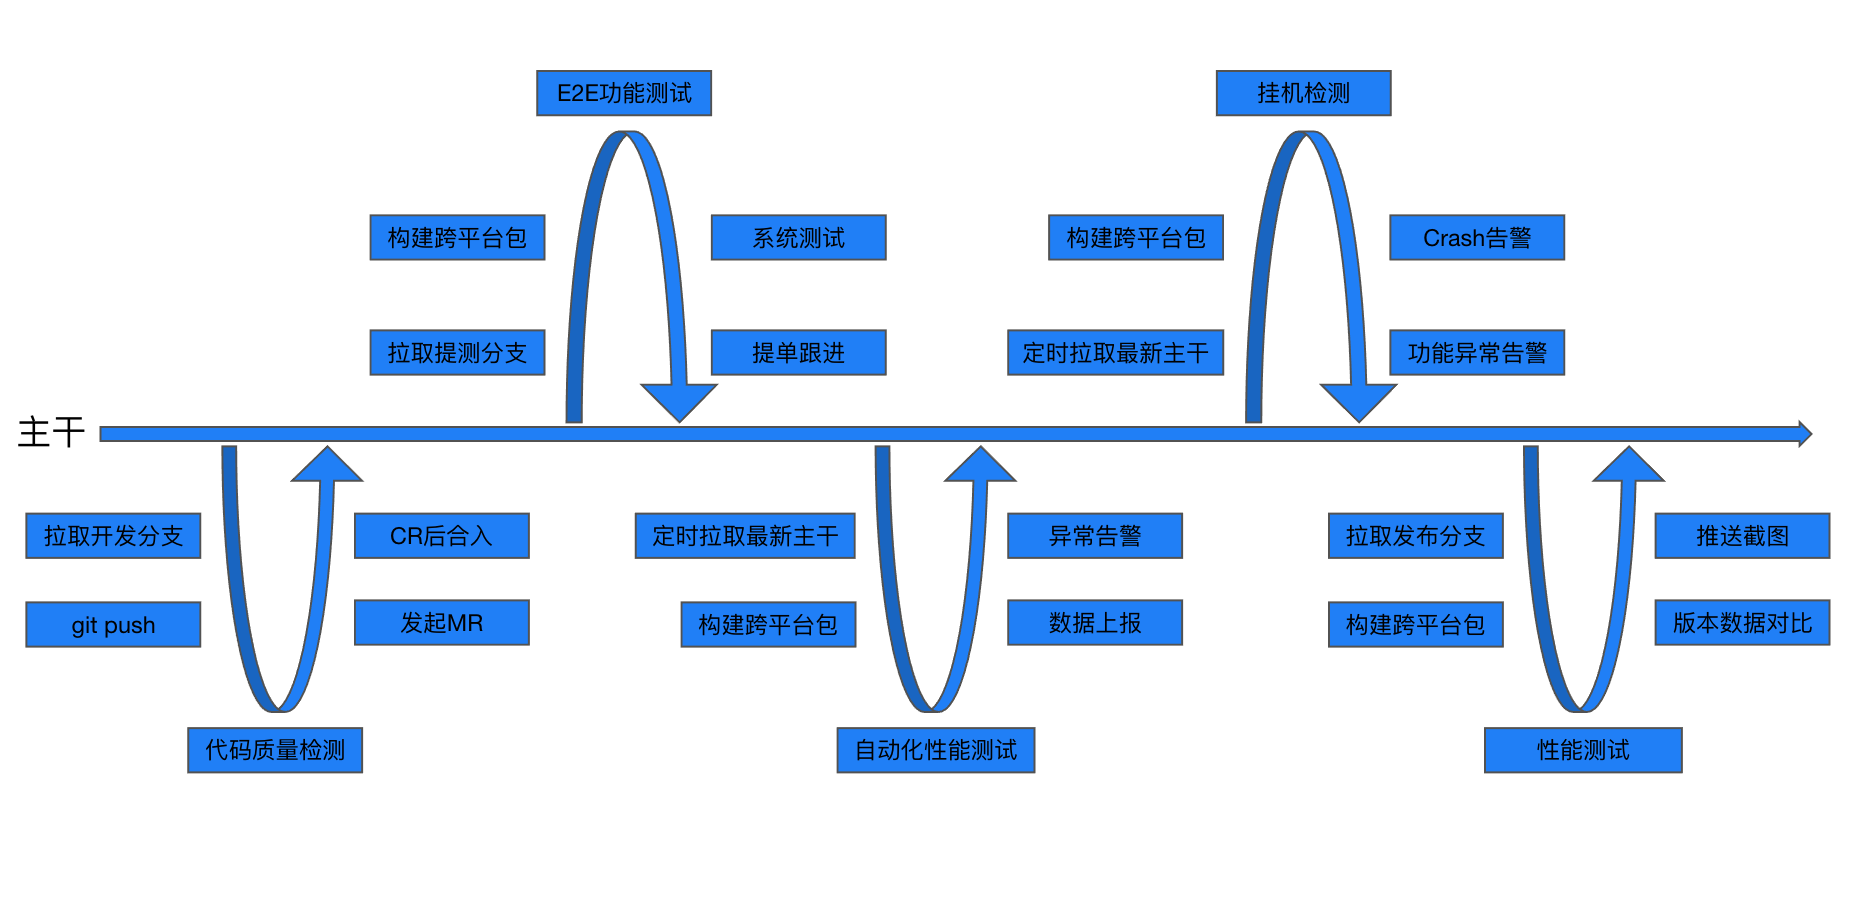 E2E功能测试
挂机检测
构建跨平台包
系统测试
构建跨平台包
Crash告警
拉取提测分支
提单跟进
定时拉取最新主干
功能异常告警
主干
拉取开发分支
CR后合入
定时拉取最新主干
异常告警
拉取发布分支
推送截图
git push
发起MR
构建跨平台包
数据上报
构建跨平台包
版本数据对比
代码质量检测
自动化性能测试
性能测试